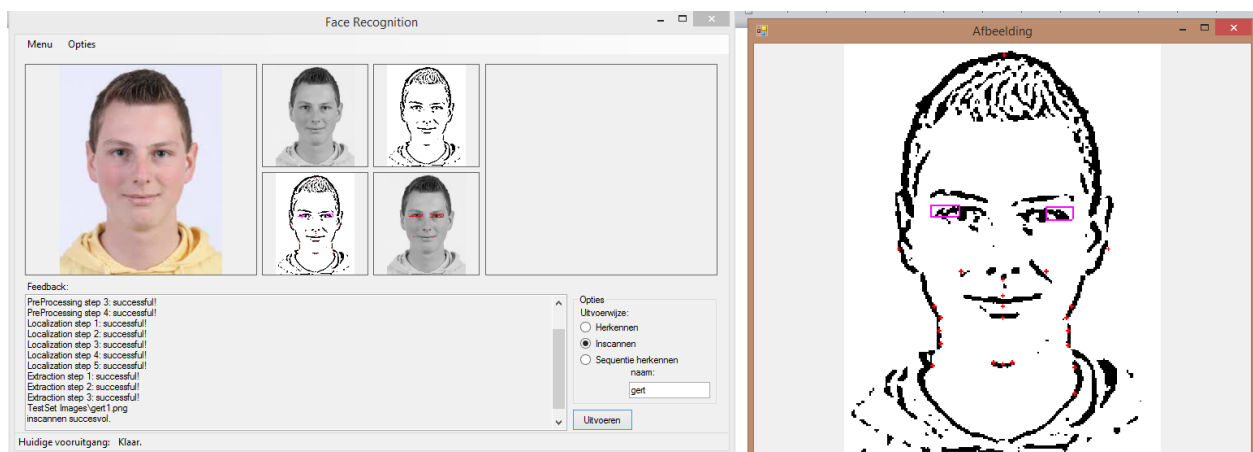 Face Recognition
Menu Opties
Feedback:
PreProcessing step 3: successful!
PreProcessing step 4: successful!
Localization step 1: successful!
Localization step 2: successful!
Localization step 3: successful!
Localization step 4: successful!
Localization step 5: successful!
Extraction step 1: successful!
Extraction step 2: successful!
Extraction step 3: successful!
TestSet Images\gert1.png
inscannen succesvol.
Opties
Uitvoerwijze:
Herkennen
Inscannen
Sequentie herkennen
naam:
gert
Uitvoeren
Huidige vooruitgang: Klaar.
Afbeelding